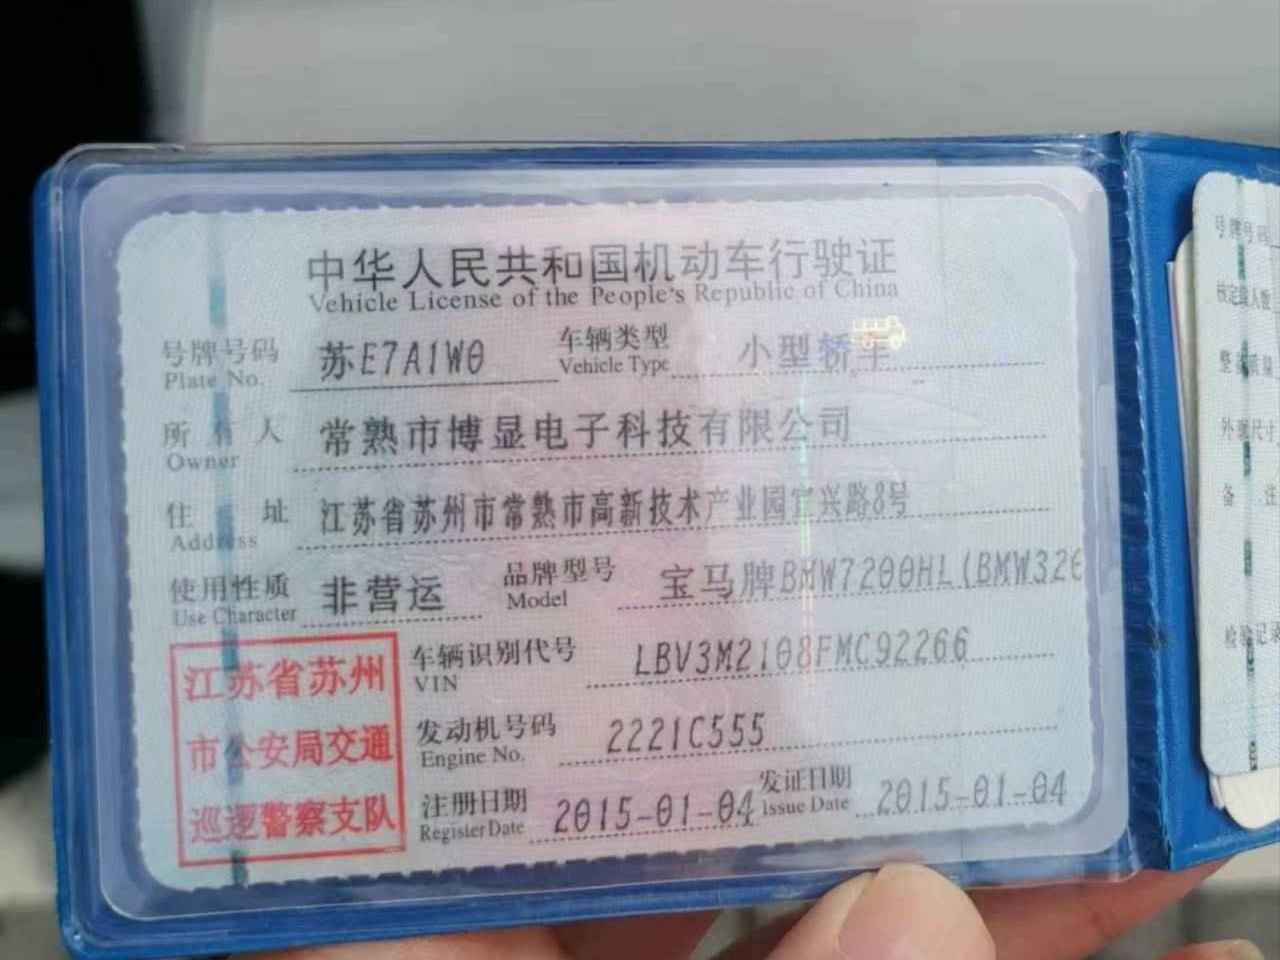 中华人民共和国机动车行驶证
Vehicle License of the People's Republic of China
号牌号码 苏E7A1W0 车辆类型 小型轿车
Plate No. Vehicle Type
所有人 常熟市博显电子科技有限公司
Owner
住址 江苏省苏州市常熟市高新技术产业园宜兴路8号
Address
使用性质 非营运 品牌型号 宝马牌BMW7200HL(BMW320
Use Character Model
江苏省苏州
市公安局交通
巡逻警察支队
车辆识别代号 LBV3M2108FMC92266
VIN
发动机号码 2221C555
Engine No.
注册日期 2015-01-04 发证日期 2015-01-04
Register Date Issue Date
号牌号码
核定载人数
整备质量
外廓尺寸
备注
检验记录